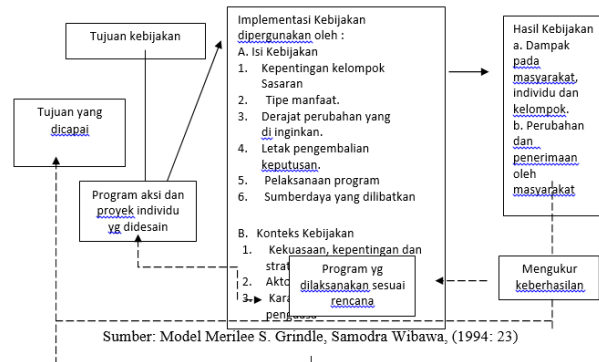 Tujuan kebijakan
Tujuan yang
dicapai
Program aksi dan
proyek individu
yg didesain
Implementasi Kebijakan
dipergunakan oleh :
A. Isi Kebijakan
1. Kepentingan kelompok
Sasaran
2. Tipe manfaat.
3. Derajat perubahan yang
di inginkan.
4. Letak pengembalian
keputusan.
5. Pelaksanaan program
6. Sumberdaya yang dilibatkan
B. Konteks Kebijakan
1. Kekuasaan, kepentingan dan
2.
3.
Program yg
dilaksanakan sesuai
rencana
Hasil Kebijakan
a. Dampak
pada
masyarakat,
individu dan
kelompok.
b. Perubahan
dan
penerimaan
oleh
masyarakat
Mengukur
keberhasilan
Sumber: Model Merilee S. Grindle, Samodra Wibawa, (1994: 23)